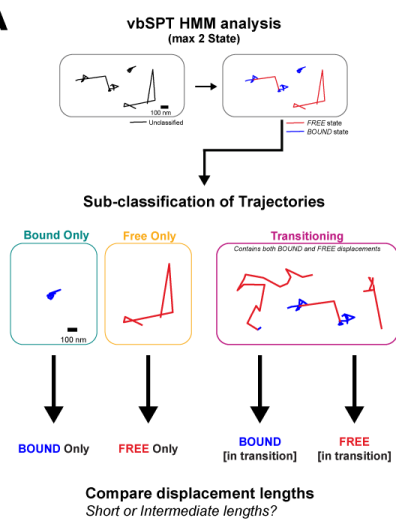 A
vbSPT HMM analysis
(max 2 State)
100 nm
Unclassified
FREE state
BOUND state
Sub-classification of Trajectories
Bound Only
Free Only
Transitioning
Contains both BOUND and FREE displacements
100 nm
BOUND Only
FREE Only
BOUND
[in transition]
FREE
[in transition]
Compare displacement lengths
Short or Intermediate lengths?